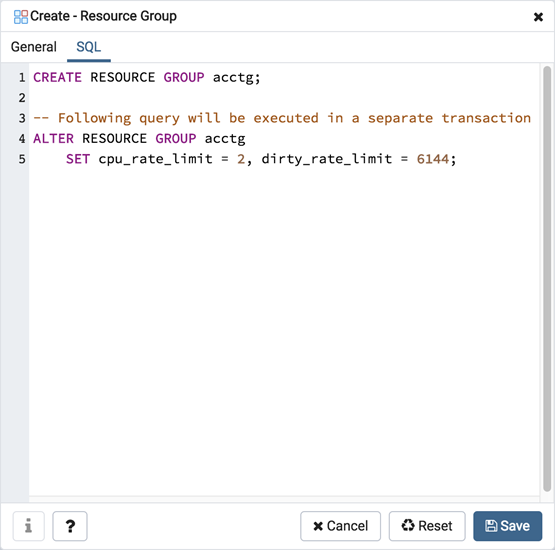 Create - Resource Group
General SQL
1 CREATE RESOURCE GROUP acctg;
2
3 -- Following query will be executed in a separate transaction
4 ALTER RESOURCE GROUP acctg
5     SET cpu_rate_limit = 2, dirty_rate_limit = 6144;
i ? Cancel Reset Save